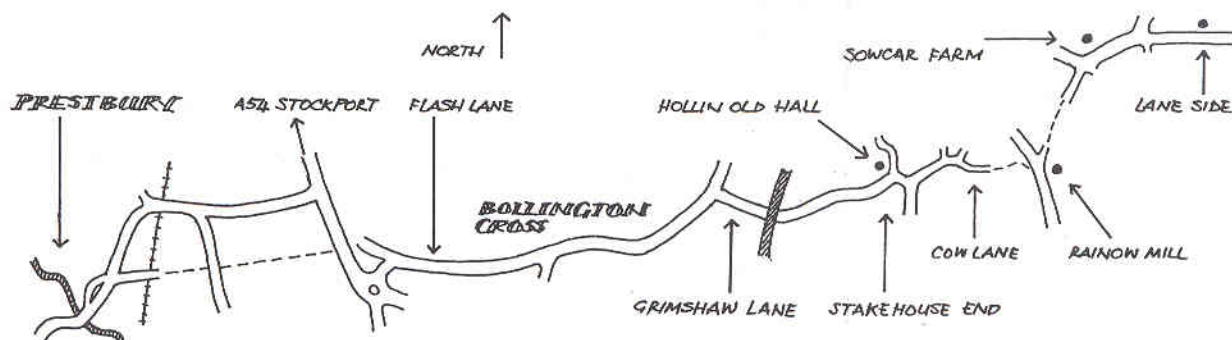 NORTH
SOWCAR FARM
PRESTBURY
A54 STOCKPORT
FLASH LANE
HOLLIN OLD HALL
LANE SIDE
BOLLINGTON
CROSS
COW LANE
RAINOW MILL
GRIMSHAW LANE
STAKEHOUSE END